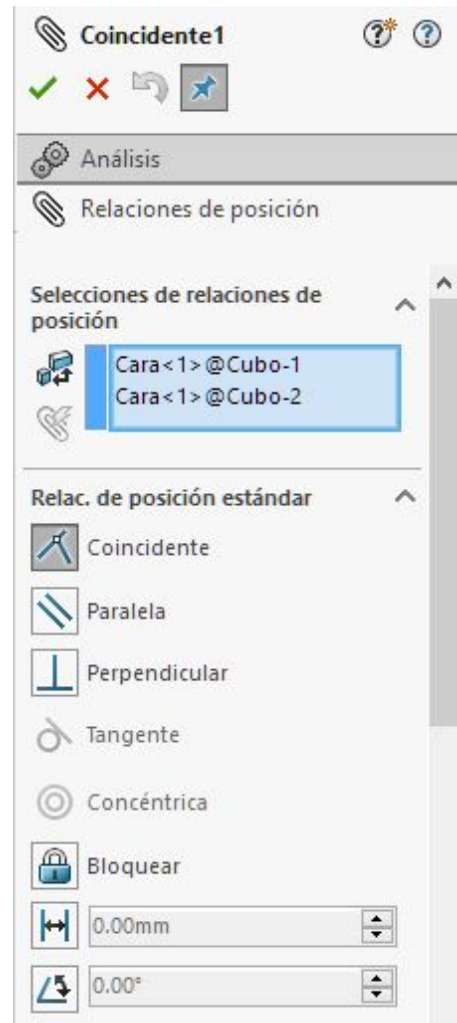 Coincidente1
Análisis
Relaciones de posición
Selecciones de relaciones de
posición
Cara<1>@Cubo-1
Cara<1>@Cubo-2
Relac. de posición estándar
Coincidente
Paralela
Perpendicular
Tangente
Concéntrica
Bloquear
0.00mm
0.00°